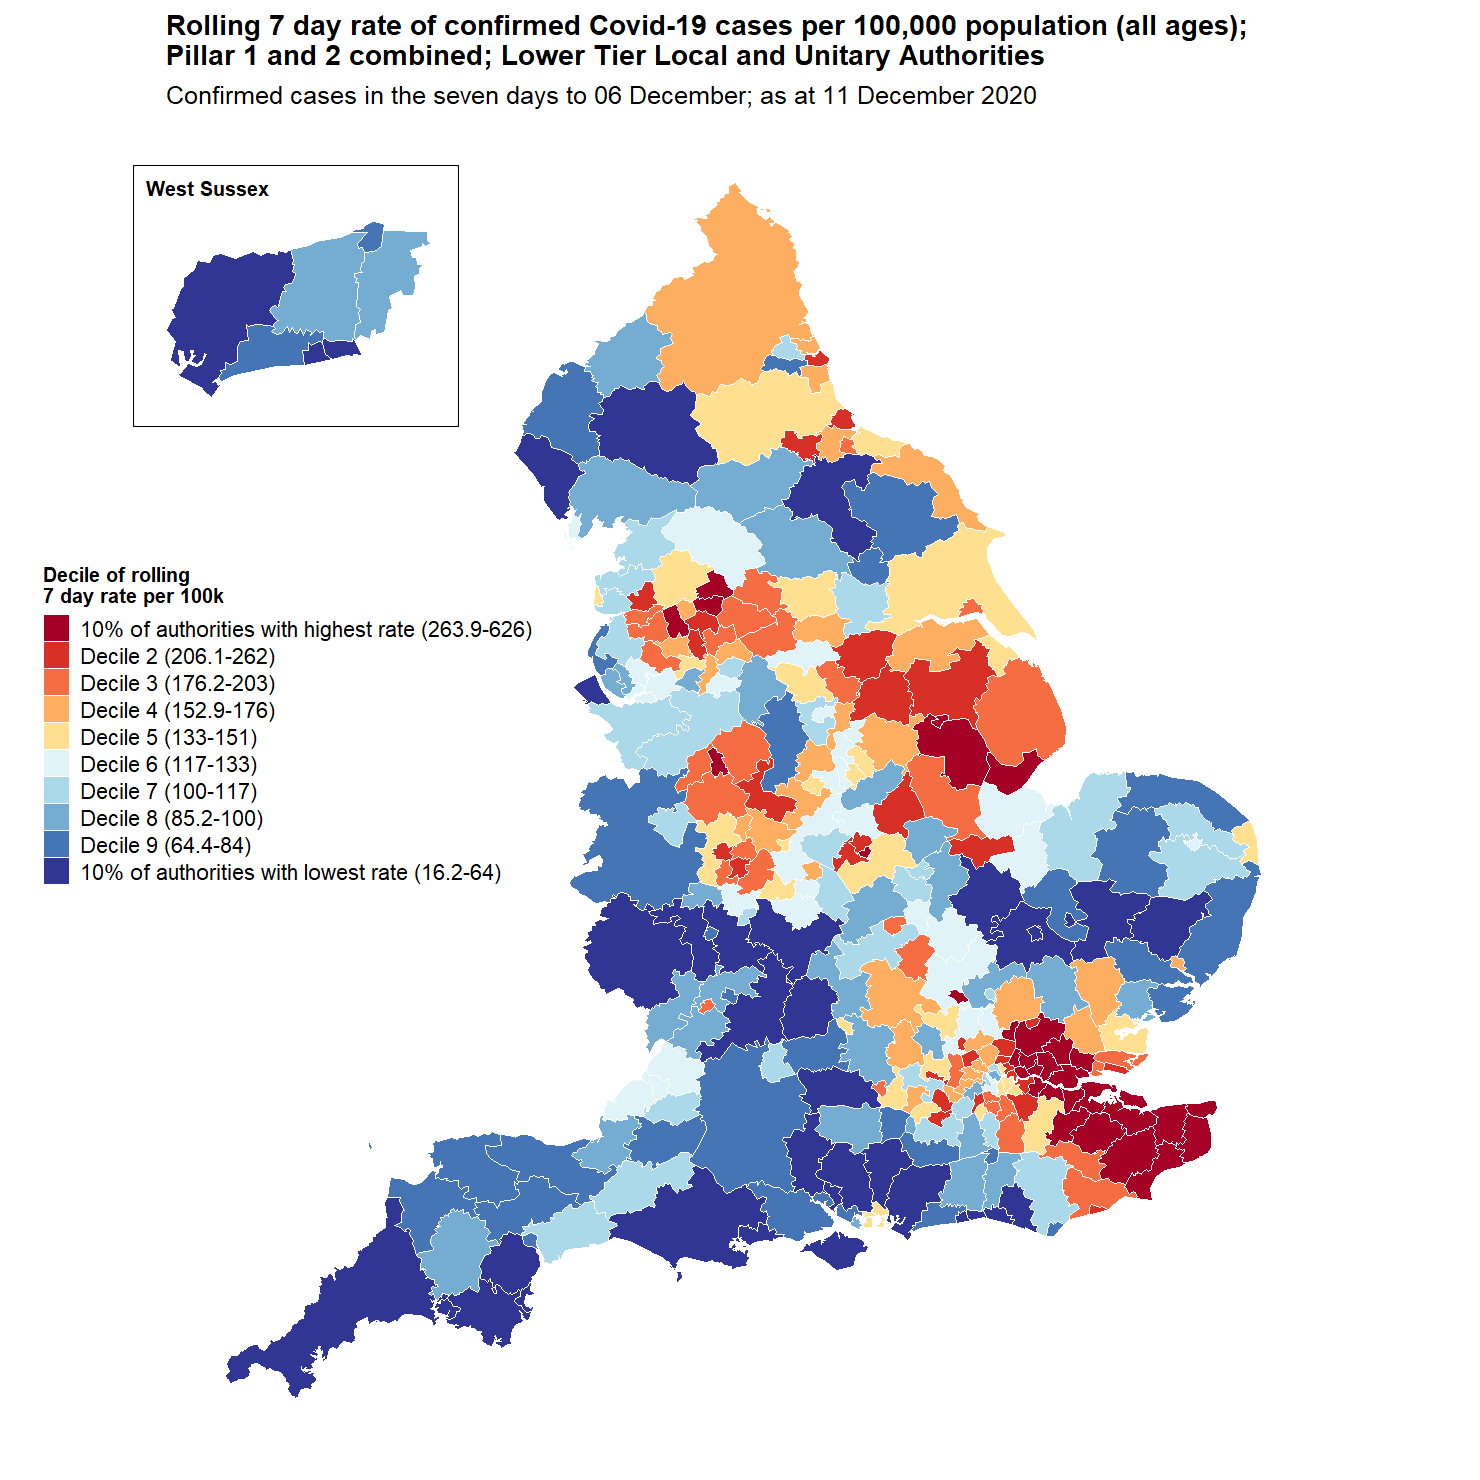 Rolling 7 day rate of confirmed Covid-19 cases per 100,000 population (all ages);
Pillar 1 and 2 combined; Lower Tier Local and Unitary Authorities
Confirmed cases in the seven days to 06 December; as at 11 December 2020
West Sussex
Decile of rolling
7 day rate per 100k
10% of authorities with highest rate (263.9-626)
Decile 2 (206.1-262)
Decile 3 (176.2-203)
Decile 4 (152.9-176)
Decile 5 (133-151)
Decile 6 (117-133)
Decile 7 (100-117)
Decile 8 (85.2-100)
Decile 9 (64.4-84)
10% of authorities with lowest rate (16.2-64)